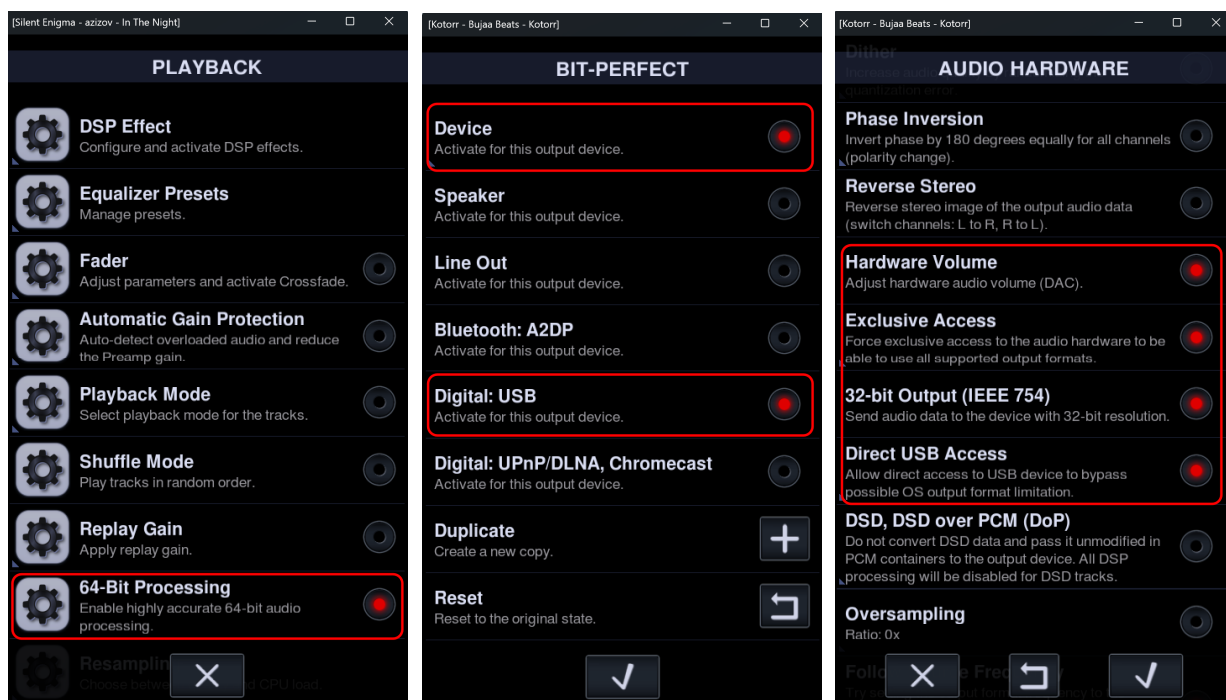 [Silent Enigma - azizov - In The Night]
PLAYBACK
DSP Effect
Configure and activate DSP effects.
Equalizer Presets
Manage presets.
Fader
Adjust parameters and activate Crossfade.
Automatic Gain Protection
Auto-detect overloaded audio and reduce
the Preamp gain.
Playback Mode
Select playback mode for the tracks.
Shuffle Mode
Play tracks in random order.
Replay Gain
Apply replay gain.
64-Bit Processing
Enable highly accurate 64-bit audio
processing.
Resamplin
Choose betwe d CPU load.
[Kotorr - Bujaa Beats - Kotorr]
BIT-PERFECT
Device
Activate for this output device.
Speaker
Activate for this output device.
Line Out
Activate for this output device.
Bluetooth: A2DP
Activate for this output device.
Digital: USB
Activate for this output device.
Digital: UPnP/DLNA, Chromecast
Activate for this output device.
Duplicate
Create a new copy.
Reset
Reset to the original state.
[Kotorr - Bujaa Beats - Kotorr]
Dither
Increase audio
quantization error.
AUDIO HARDWARE
Phase Inversion
Invert phase by 180 degrees equally for all channels
(polarity change).
Reverse Stereo
Reverse stereo image of the output audio data
(switch channels: L to R, R to L).
Hardware Volume
Adjust hardware audio volume (DAC).
Exclusive Access
Force exclusive access to the audio hardware to be
able to use all supported output formats.
32-bit Output (IEEE 754)
Send audio data to the device with 32-bit resolution.
Direct USB Access
Allow direct access to USB device to bypass
possible OS output format limitation.
DSD, DSD over PCM (DoP)
Do not convert DSD data and pass it unmodified in
PCM containers to the output device. All DSP
processing will be disabled for DSD tracks.
Oversampling
Ratio: 0x